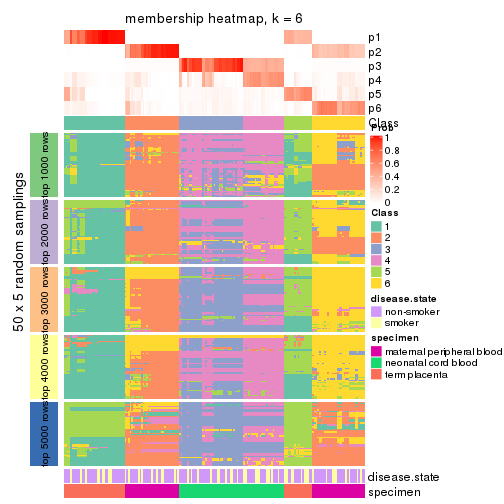 membership heatmap, k = 6
p1
p2
p3
p4
p5
p6
Class
Prob
1
0.8
0.6
0.4
0.2
0
Class
1
2
3
4
5
6
disease.state
non-smoker
smoker
specimen
maternal peripheral blood
neonatal cord blood
term placenta
50 x 5 random samplings
top 1000 rows
top 2000 rows
top 3000 rows
top 4000 rows
top 5000 rows
disease.state
specimen